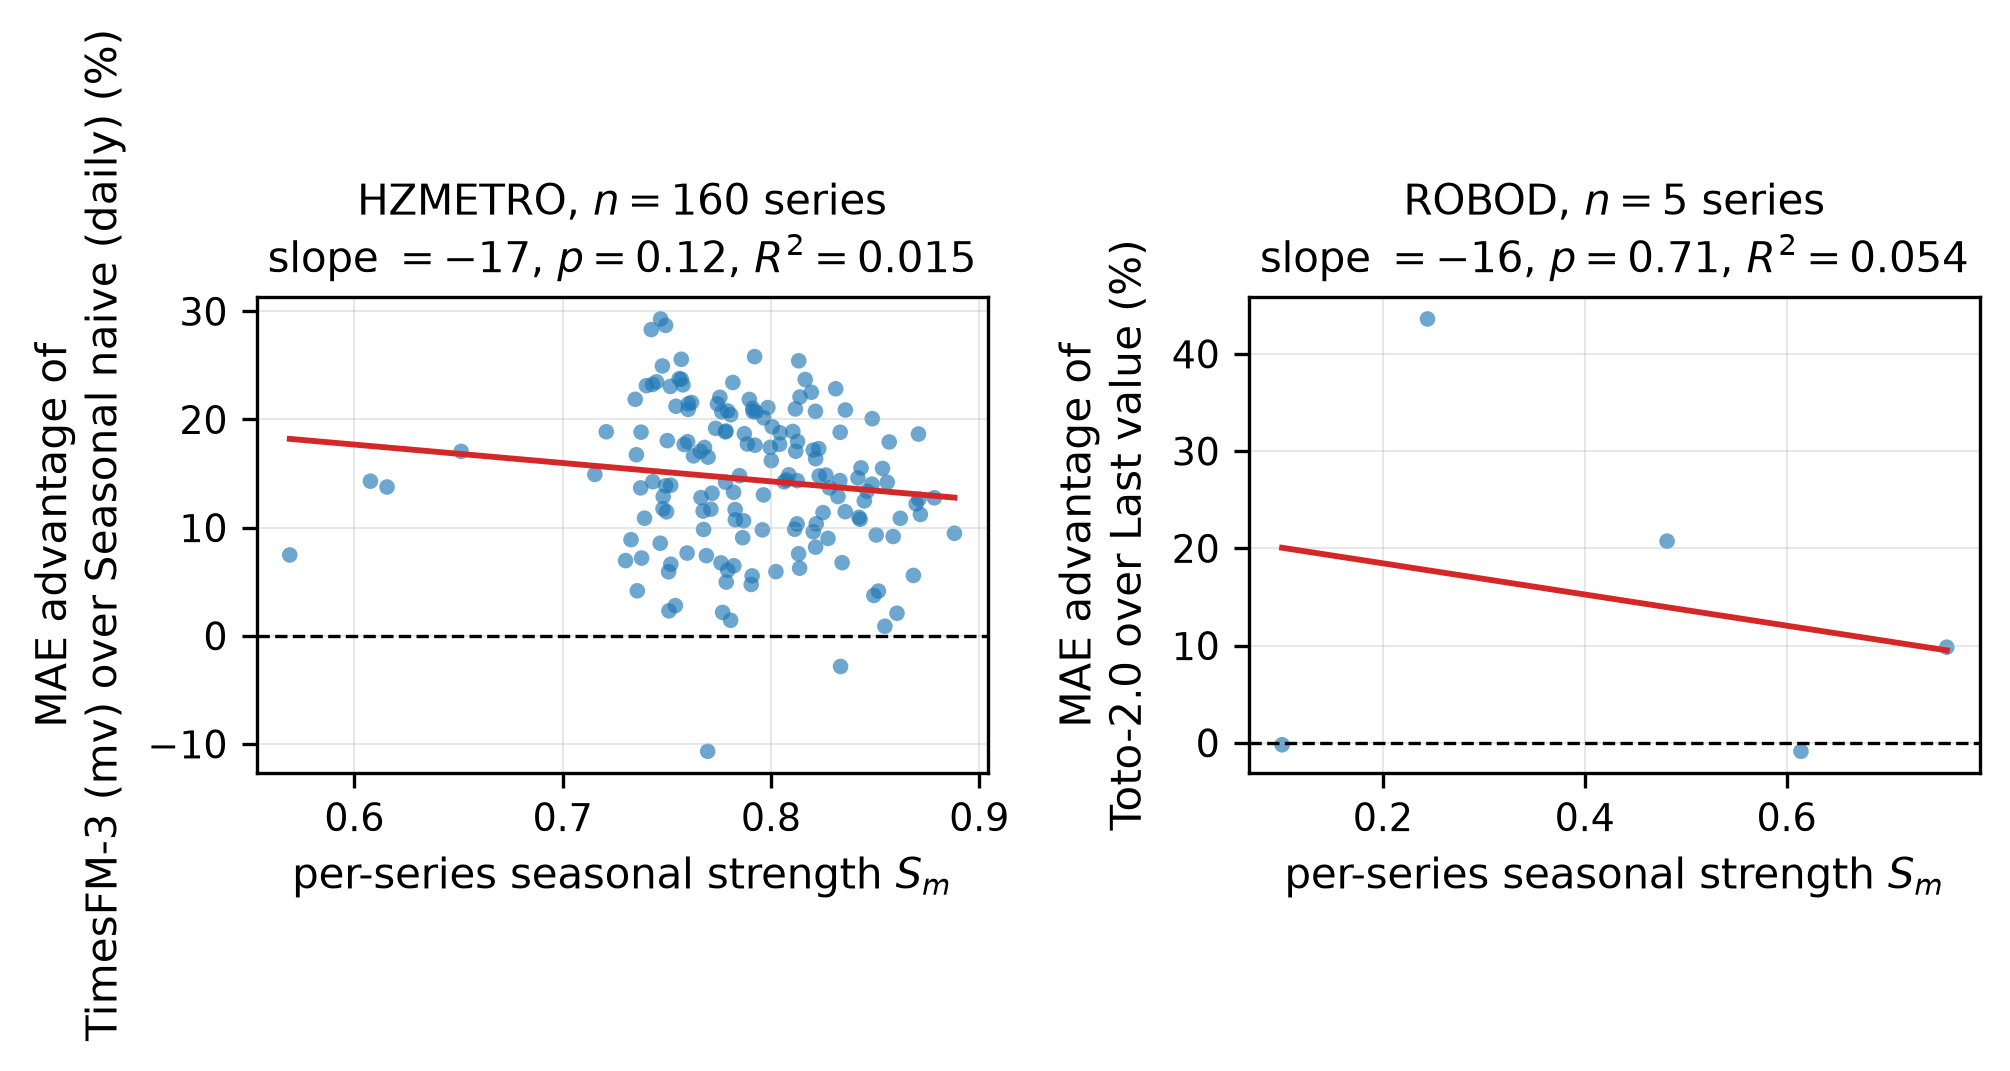 HZMETRO, n = 160 series
slope = −17, p = 0.12, R² = 0.015
MAE advantage of
TimesFM-3 (mv) over Seasonal naive (daily) (%)
30
20
10
0
−10
0.6
0.7
0.8
0.9
per-series seasonal strength Sₘ
ROBOD, n = 5 series
slope = −16, p = 0.71, R² = 0.054
MAE advantage of
Toto-2.0 over Last value (%)
40
30
20
10
0
0.2
0.4
0.6
per-series seasonal strength Sₘ